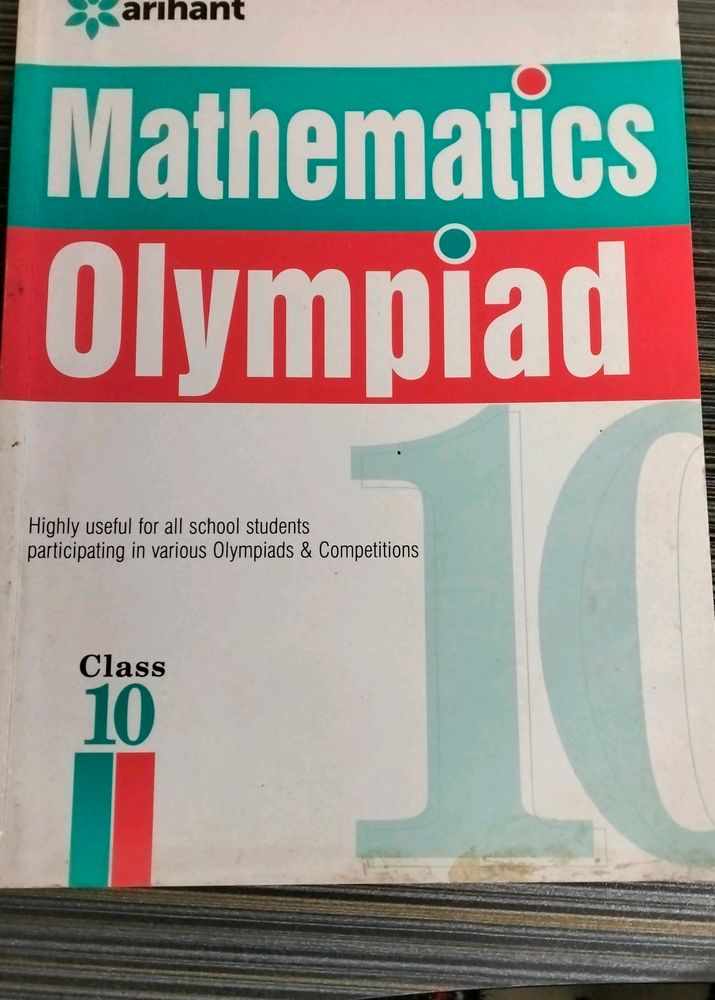 arihant
Mathematics
Olympiad
10
Highly useful for all school students
participating in various Olympiads & Competitions
Class
10